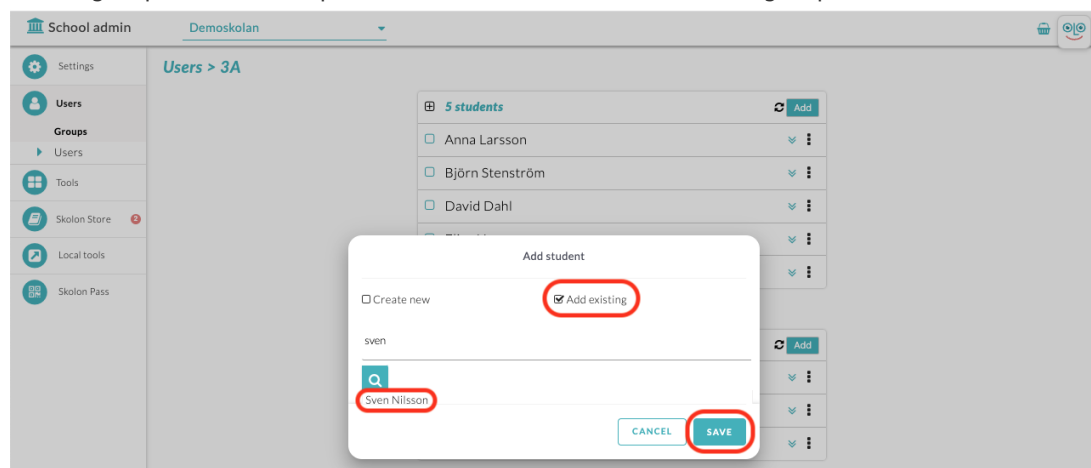 School admin
Demoskolan
Settings
Users > 3A
Users
5 students
Add
Groups
Anna Larsson
Users
Björn Stenström
Tools
David Dahl
Skolon Store 2
Local tools
Add student
Skolon Pass
Create new
Add existing
sven
Add
Sven Nilsson
CANCEL
SAVE